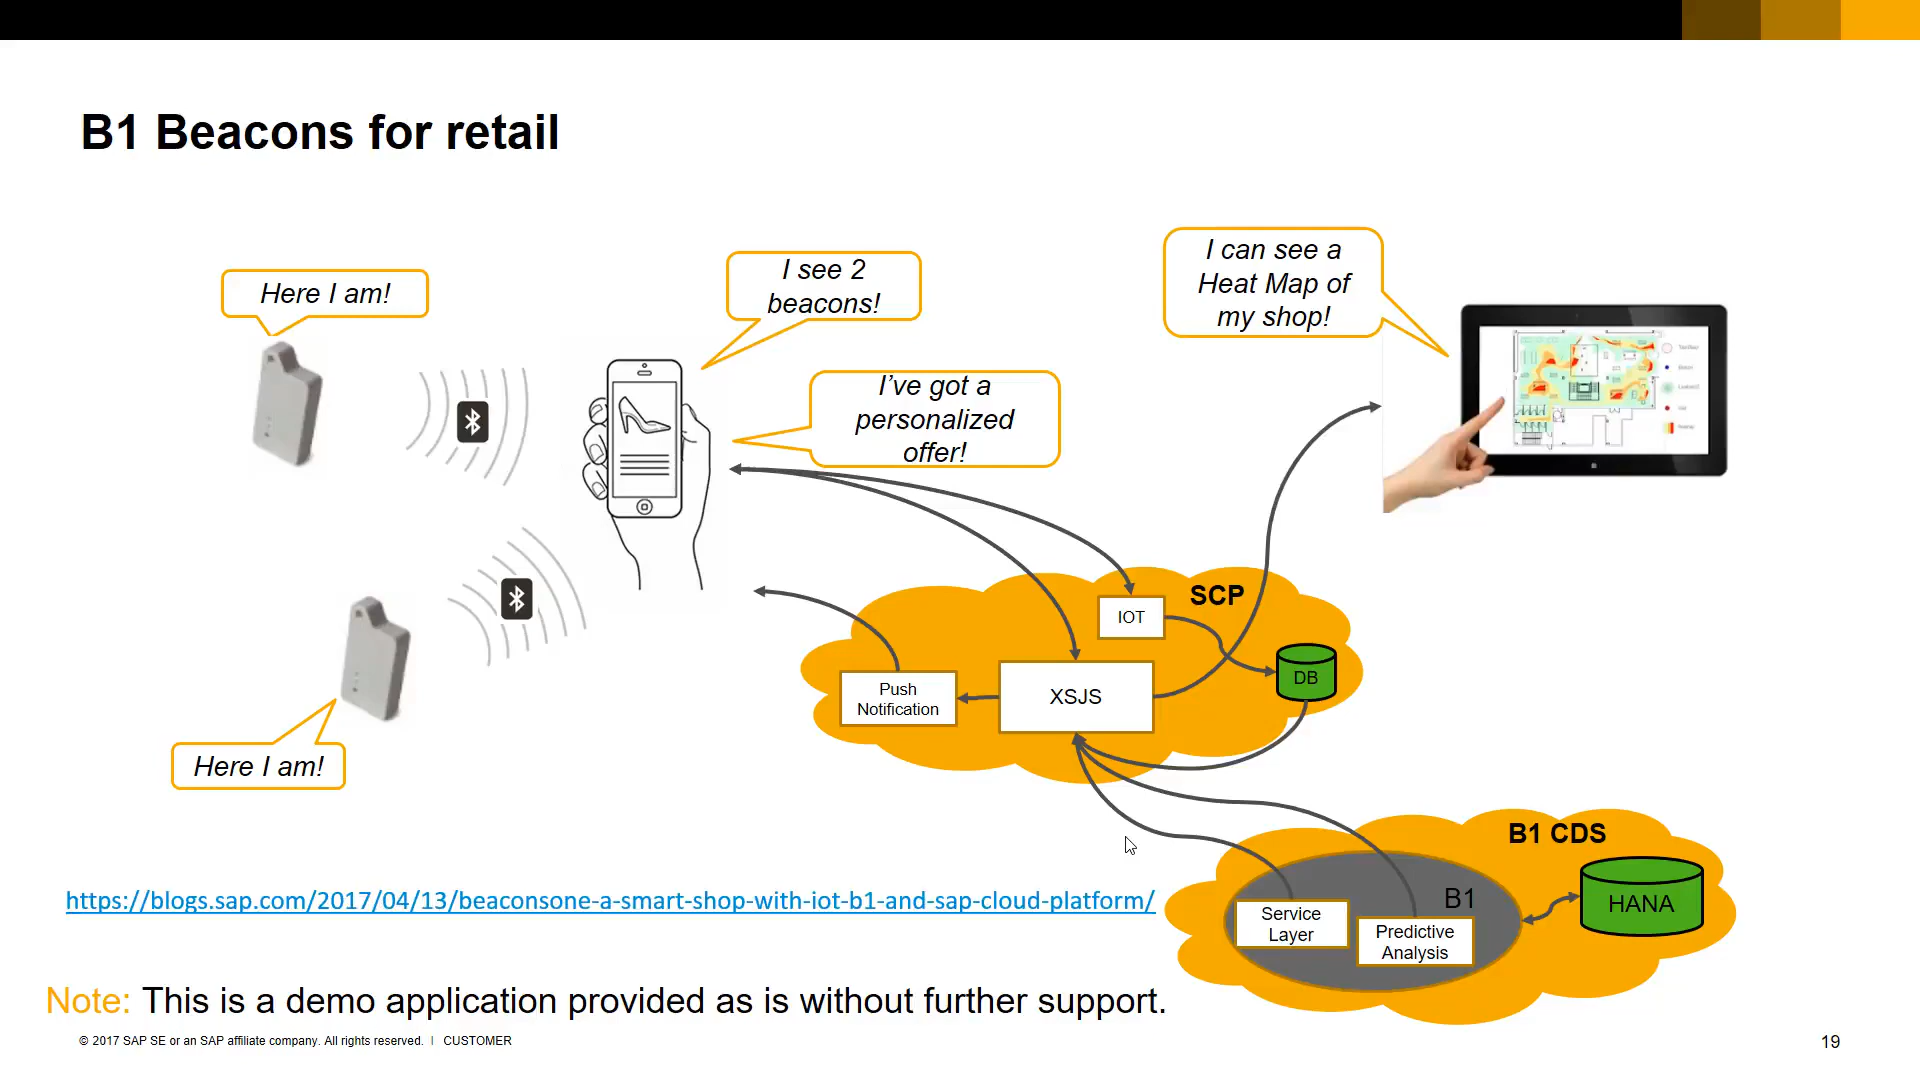 B1 Beacons for retail
Here I am!
I see 2
beacons!
I've got a
personalized
offer!
I can see a
Heat Map of
my shop!
Here I am!
SCP
IOT
DB
Push
Notification
XSJS
B1 CDS
B1
Service
Layer
Predictive
Analysis
HANA
https://blogs.sap.com/2017/04/13/beaconsone-a-smart-shop-with-iot-b1-and-sap-cloud-platform/
Note: This is a demo application provided as is without further support.
© 2017 SAP SE or an SAP affiliate company. All rights reserved. ı CUSTOMER
19